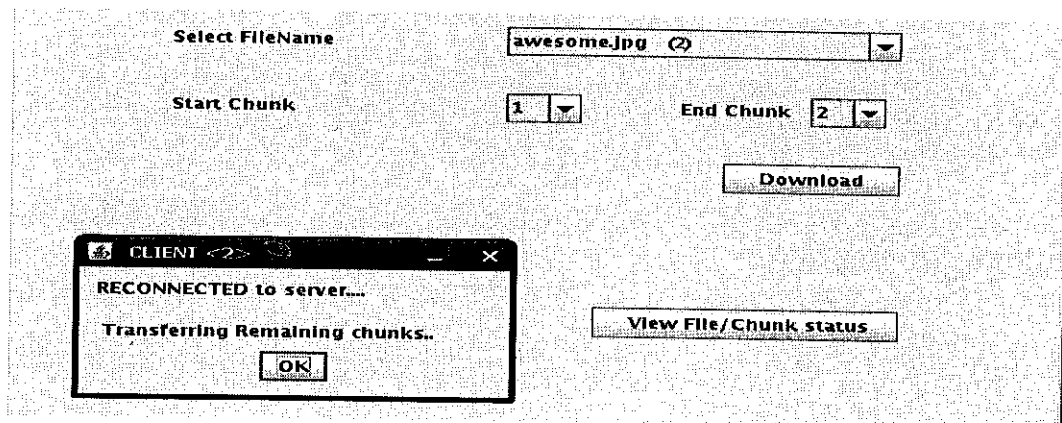 Select FileName
awesome.jpg (2)
Start Chunk
1
End Chunk
2
Download
CLIENT <2>
RECONNECTED to server....
Transferring Remaining chunks..
OK
View File/Chunk status